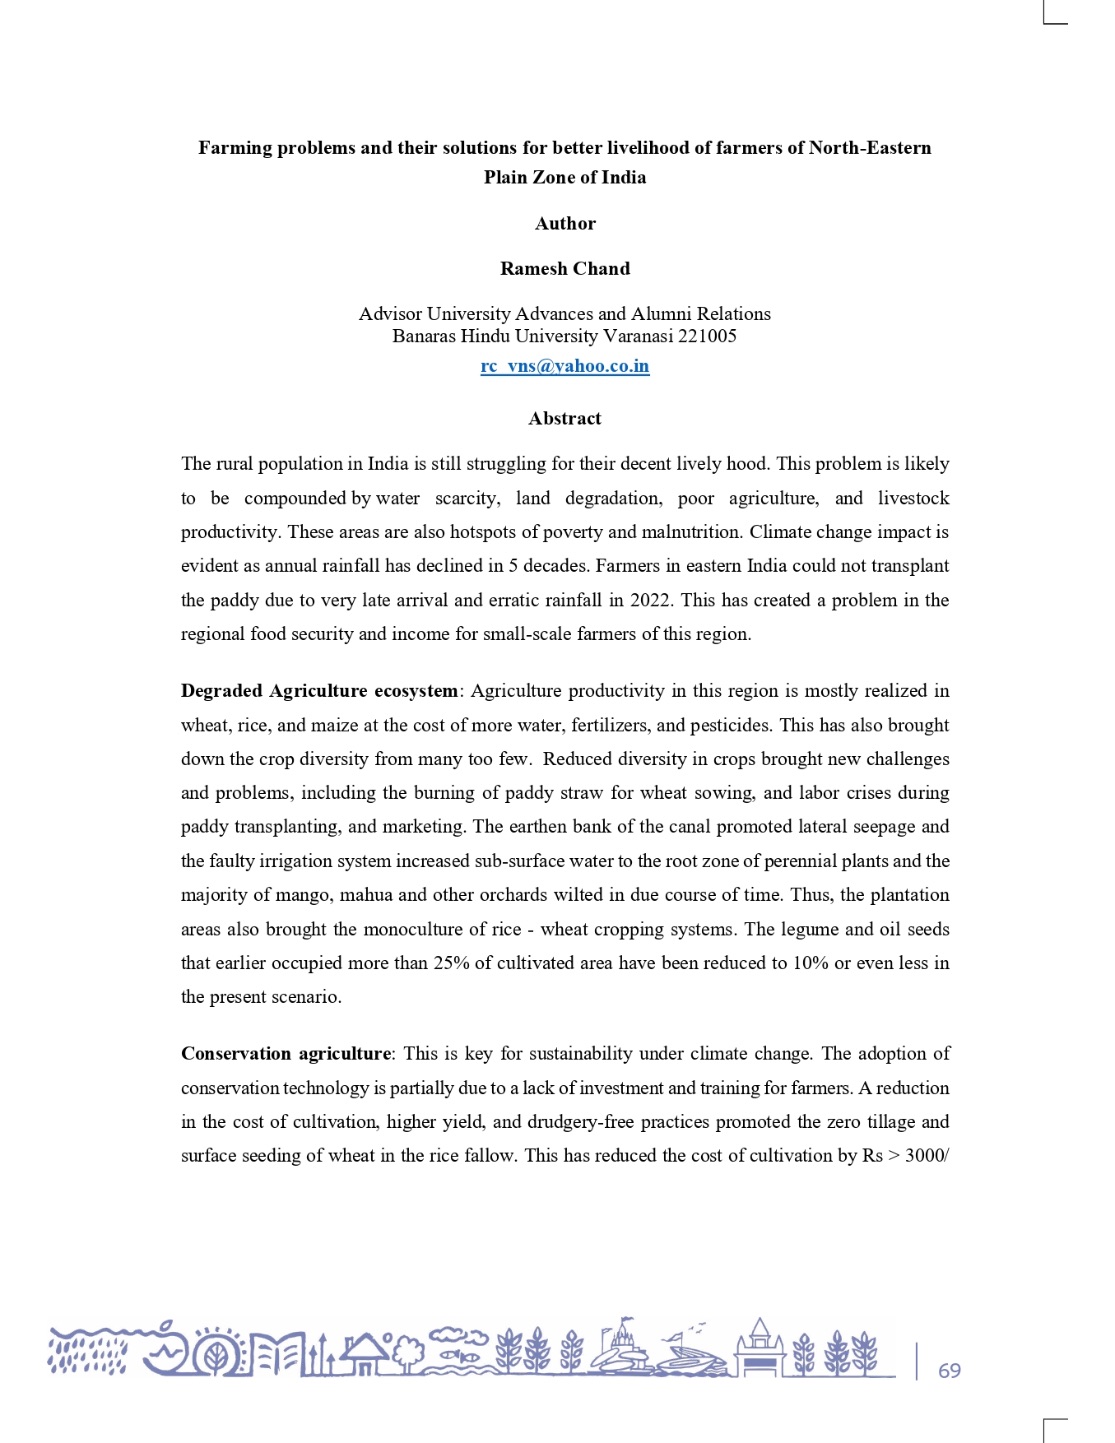 Farming problems and their solutions for better livelihood of farmers of North-Eastern
Plain Zone of India
Author
Ramesh Chand
Advisor University Advances and Alumni Relations
Banaras Hindu University Varanasi 221005
rc_vns@yahoo.co.in
Abstract
The rural population in India is still struggling for their decent lively hood. This problem is likely
to be compounded by water scarcity, land degradation, poor agriculture, and livestock
productivity. These areas are also hotspots of poverty and malnutrition. Climate change impact is
evident as annual rainfall has declined in 5 decades. Farmers in eastern India could not transplant
the paddy due to very late arrival and erratic rainfall in 2022. This has created a problem in the
regional food security and income for small-scale farmers of this region.
Degraded Agriculture ecosystem: Agriculture productivity in this region is mostly realized in
wheat, rice, and maize at the cost of more water, fertilizers, and pesticides. This has also brought
down the crop diversity from many too few. Reduced diversity in crops brought new challenges
and problems, including the burning of paddy straw for wheat sowing, and labor crises during
paddy transplanting, and marketing. The earthen bank of the canal promoted lateral seepage and
the faulty irrigation system increased sub-surface water to the root zone of perennial plants and the
majority of mango, mahua and other orchards wilted in due course of time. Thus, the plantation
areas also brought the monoculture of rice - wheat cropping systems. The legume and oil seeds
that earlier occupied more than 25% of cultivated area have been reduced to 10% or even less in
the present scenario.
Conservation agriculture: This is key for sustainability under climate change. The adoption of
conservation technology is partially due to a lack of investment and training for farmers. A reduction
in the cost of cultivation, higher yield, and drudgery-free practices promoted the zero tillage and
surface seeding of wheat in the rice fallow. This has reduced the cost of cultivation by Rs > 3000/
69